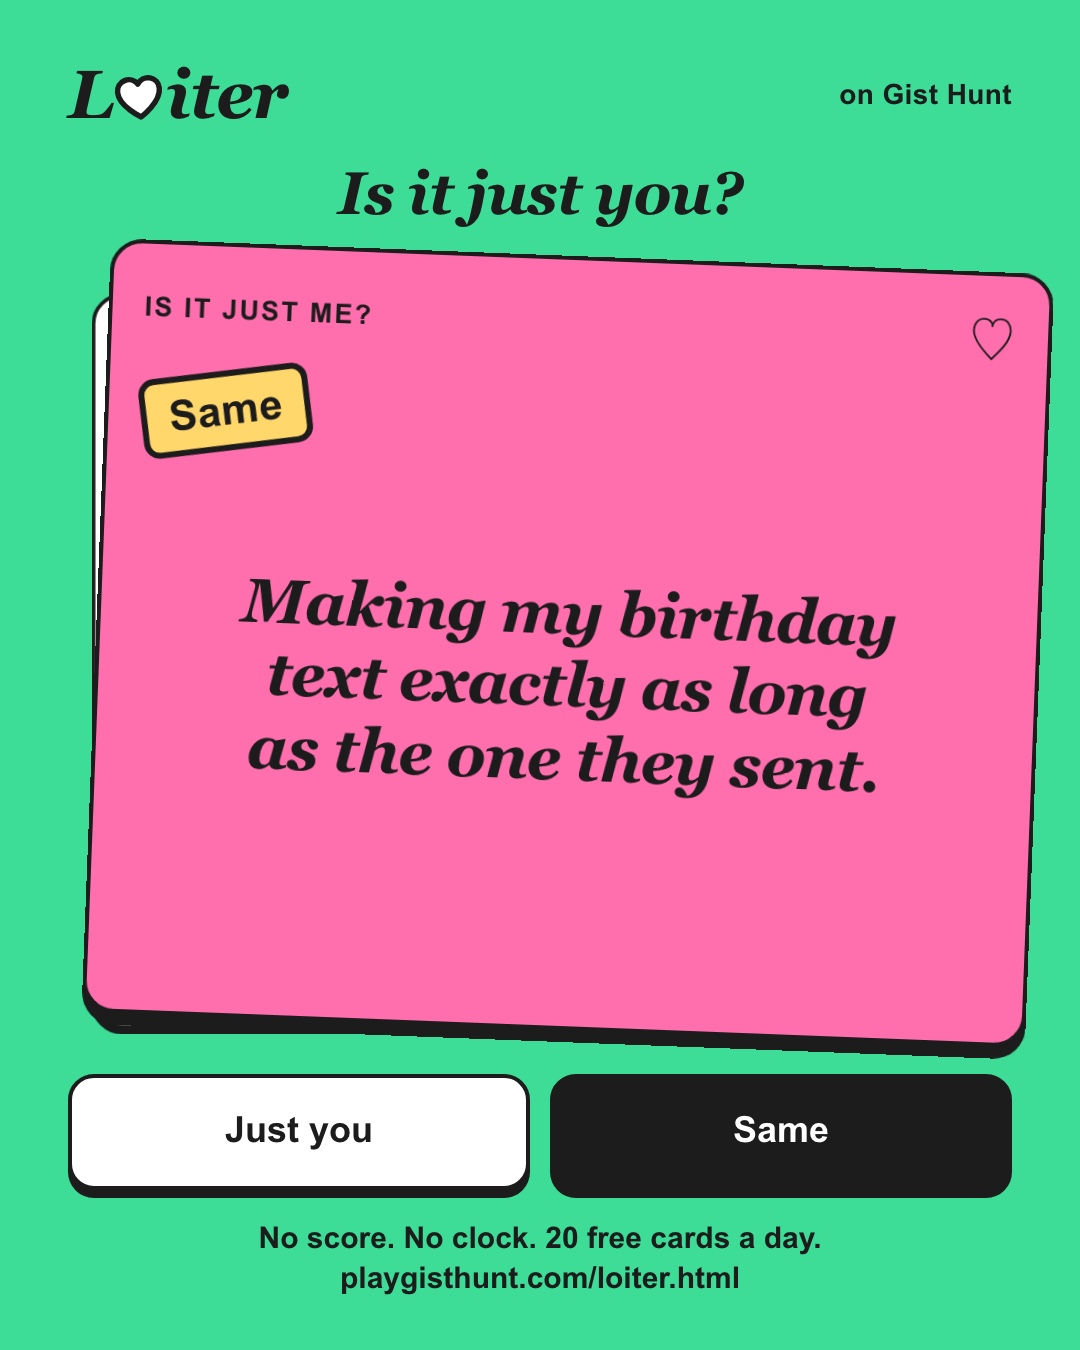 Loiter
on Gist Hunt
Is it just you?
IS IT JUST ME?
Same
Making my birthday
text exactly as long
as the one they sent.
Just you
Same
No score. No clock. 20 free cards a day.
playgisthunt.com/loiter.html